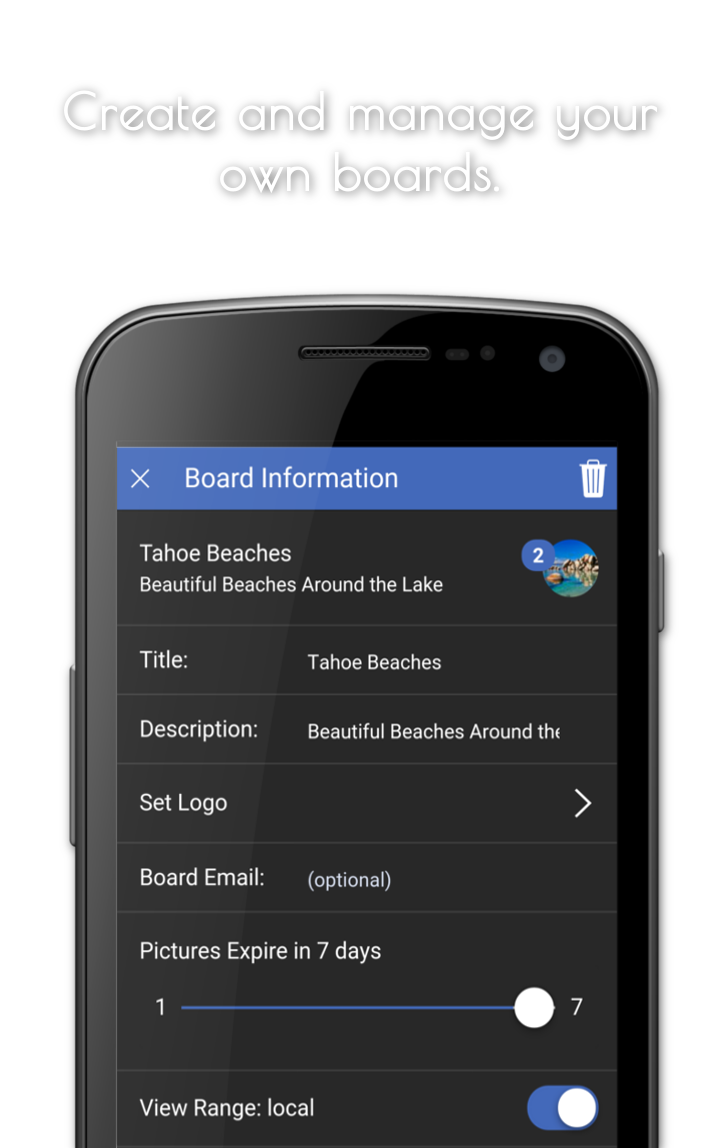 Create and manage your
own boards.
Board Information
Tahoe Beaches
2
Beautiful Beaches Around the Lake
Title: Tahoe Beaches
Description: Beautiful Beaches Around the
Set Logo
Board Email: (optional)
Pictures Expire in 7 days
1 7
View Range: local